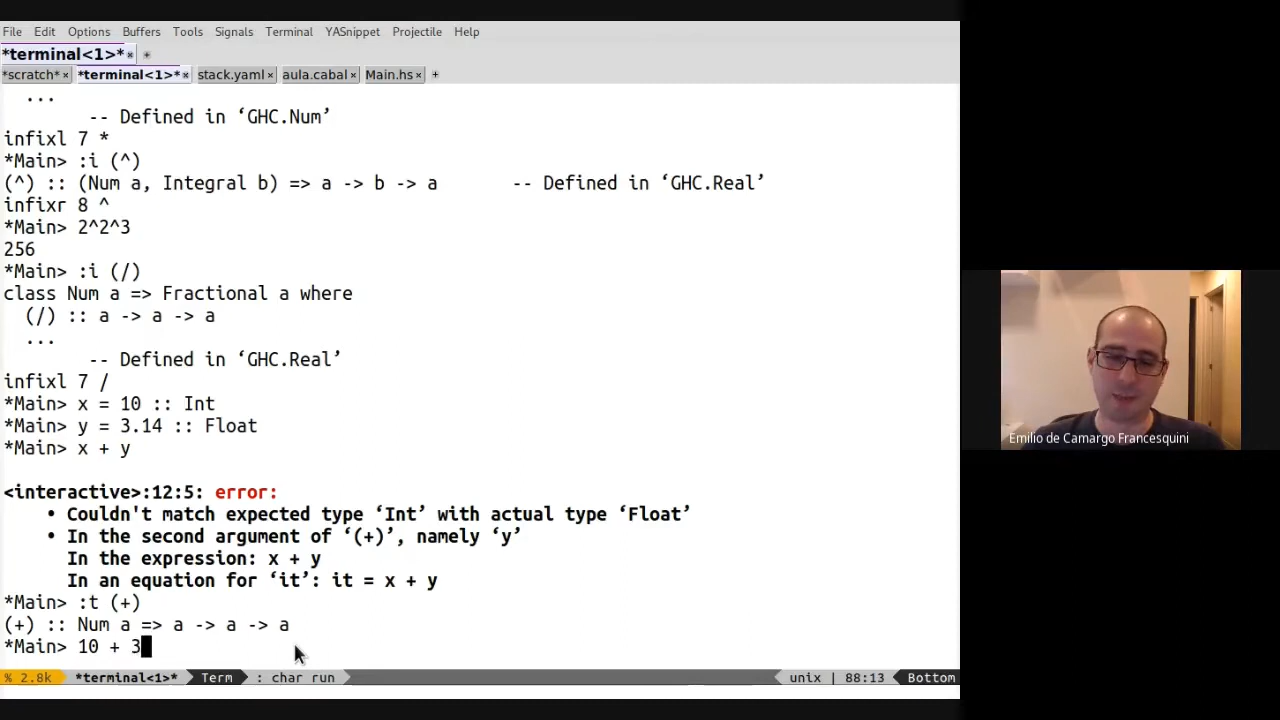 File Edit Options Buffers Tools Signals Terminal YASnippet Projectile Help
*terminal<1>* × +
*scratch* × *terminal<1>* × stack.yaml × aula.cabal × Main.hs × +
...
-- Defined in ‘GHC.Num’
infixl 7 *
*Main> :i (^)
(^) :: (Num a, Integral b) => a -> b -> a -- Defined in ‘GHC.Real’
infixr 8 ^
*Main> 2^2^3
256
*Main> :i (/)
class Num a => Fractional a where
(/) :: a -> a -> a
...
-- Defined in ‘GHC.Real’
infixl 7 /
*Main> x = 10 :: Int
*Main> y = 3.14 :: Float
*Main> x + y
<interactive>:12:5: error:
• Couldn't match expected type ‘Int’ with actual type ‘Float’
• In the second argument of ‘(+)’, namely ‘y’
In the expression: x + y
In an equation for ‘it’: it = x + y
*Main> :t (+)
(+) :: Num a => a -> a -> a
*Main> 10 + 3
% 2.8k *terminal<1>* Term : char run unix | 88:13 Bottom
Emilio de Camargo Francesquini